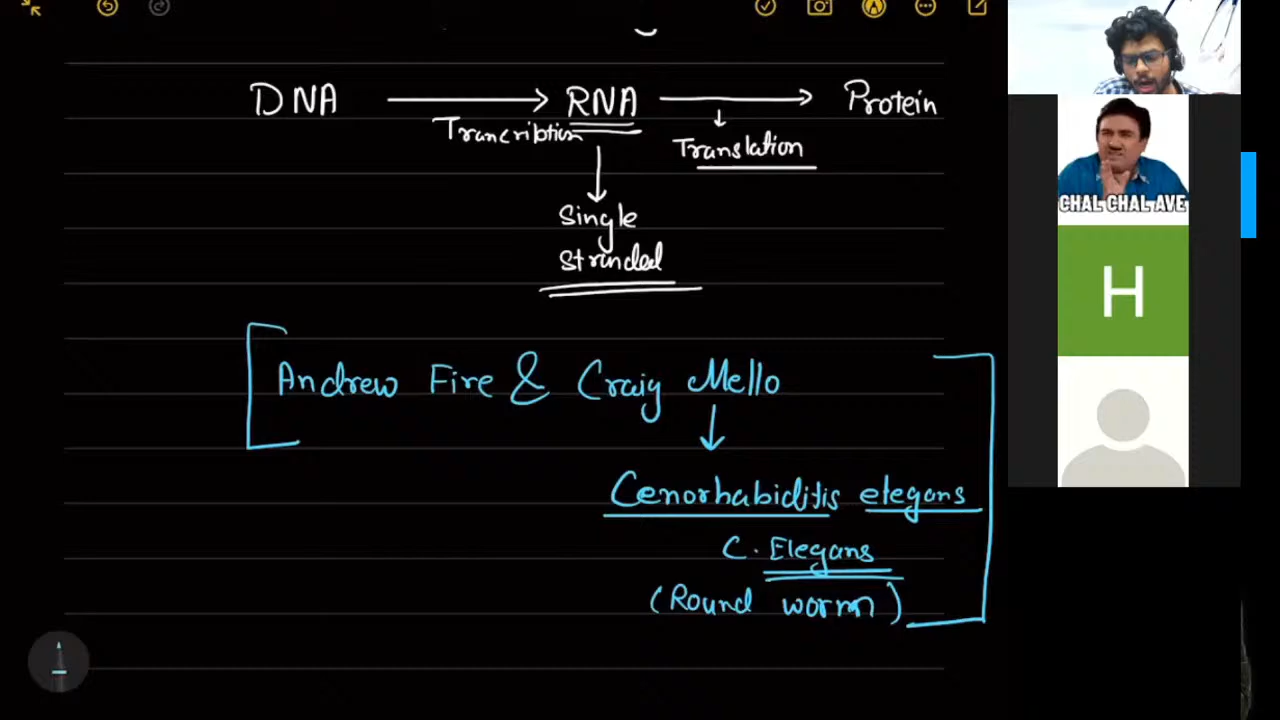 DNA → RNA → Protein
Trancribtion
Translation
Single
Stranded
Andrew Fire & Craig Mello
Cenorhabiditis elegans
C. Elegans
(Round worm)
CHAL CHAL AVE
H